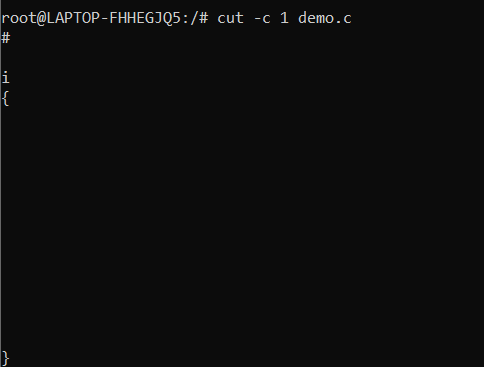 root@LAPTOP-FHHEGJQ5:/# cut -c 1 demo.c
#
i
{
}